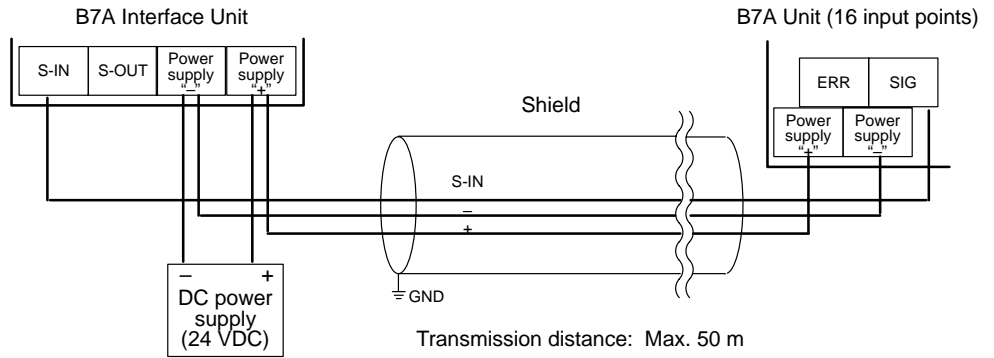 B7A Interface Unit
B7A Unit (16 input points)
S-IN
S-OUT
Power
supply
“–”
Power
supply
“+”
ERR
SIG
Power
supply
“+”
Power
supply
“–”
Shield
S-IN
–
+
GND
– +
DC power
supply
(24 VDC)
Transmission distance: Max. 50 m